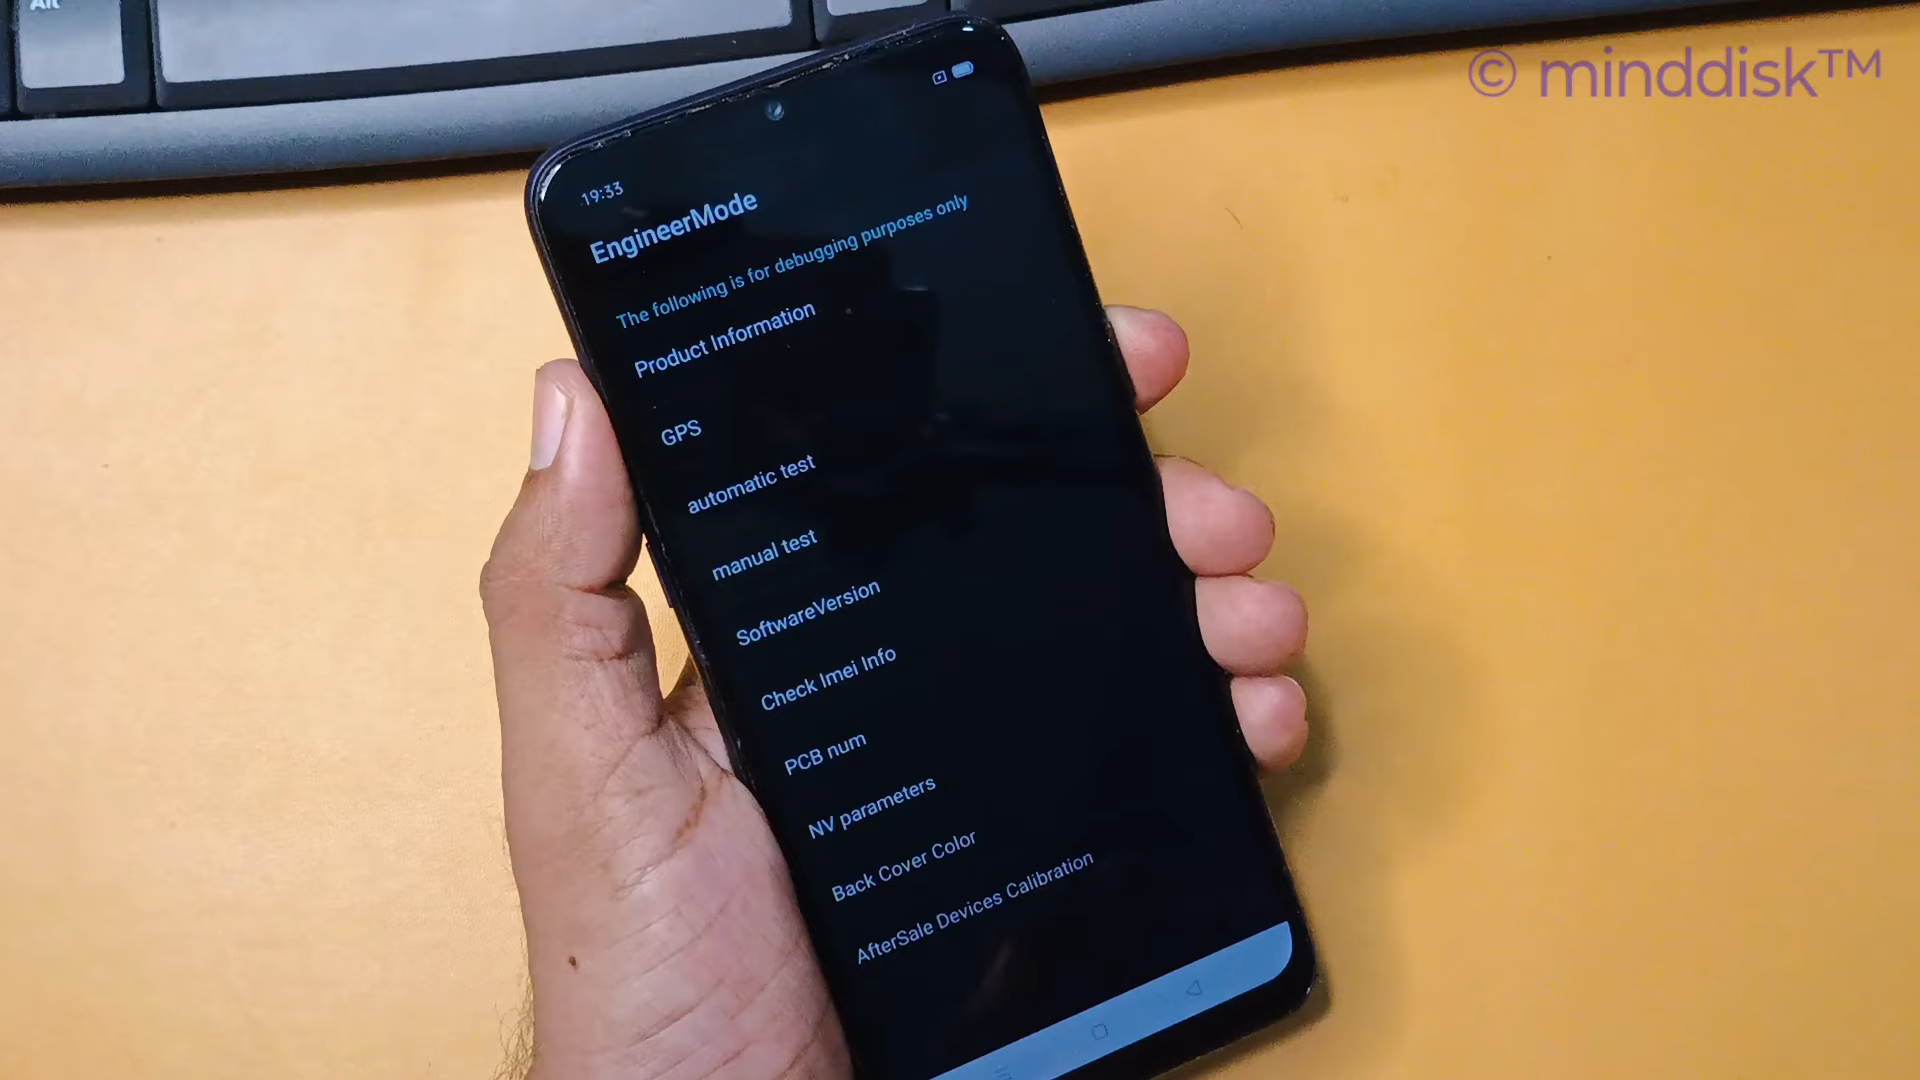 Alt
© minddisk™
19:33
EngineerMode
The following is for debugging purposes only
Product Information
GPS
automatic test
manual test
SoftwareVersion
Check Imei Info
PCB num
NV parameters
Back Cover Color
AfterSale Devices Calibration